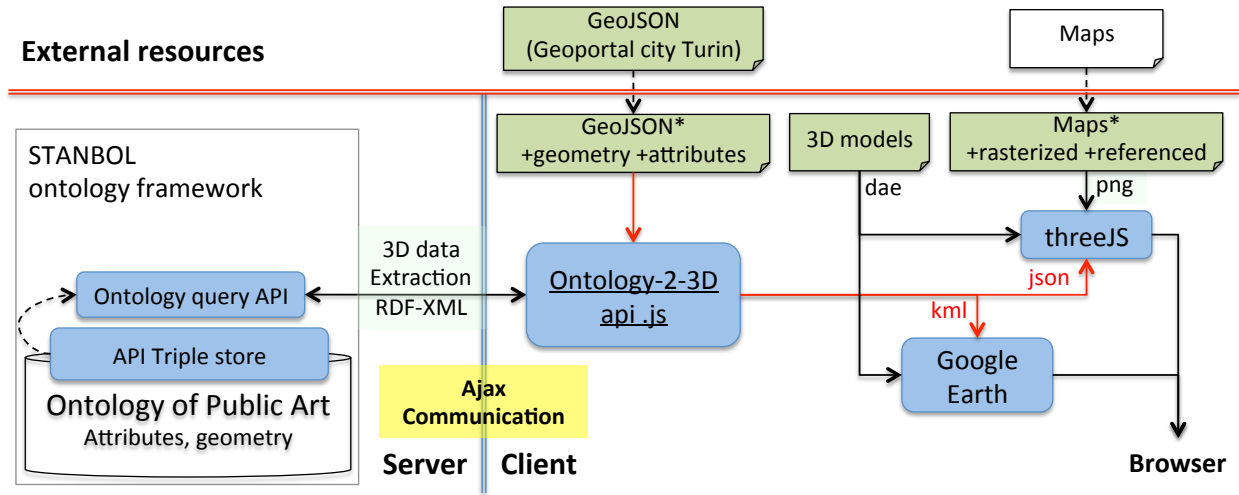 External resources
GeoJSON
(Geoportal city Turin)
Maps
STANBOL
ontology framework
GeoJSON*
+geometry +attributes
3D models
Maps*
+rasterized +referenced
dae
png
3D data
Extraction
RDF-XML
Ontology query API
API Triple store
Ontology of Public Art
Attributes, geometry
Ontology-2-3D
api .js
threeJS
json
kml
Google
Earth
Ajax
Communication
Server
Client
Browser